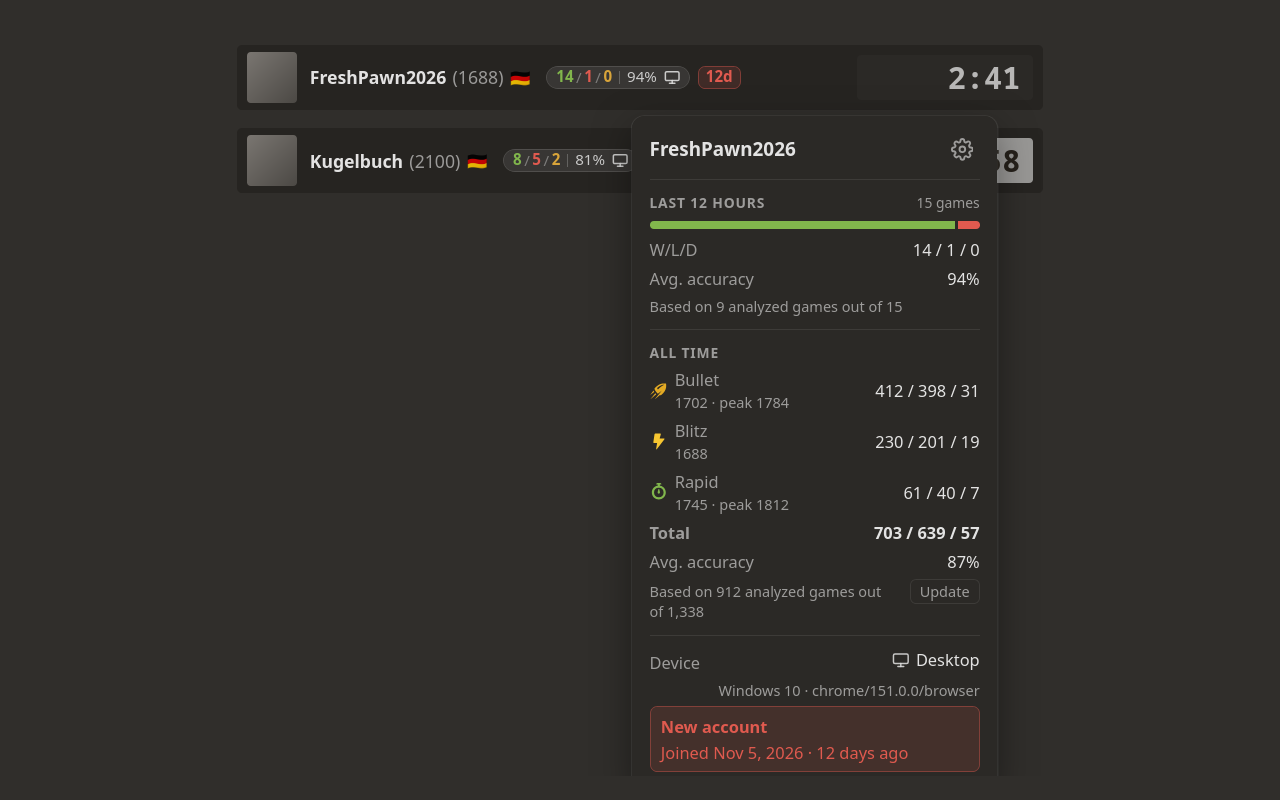 FreshPawn2026 (1688) 14 / 1 / 0 | 94% 12d 2:41
Kugelbuch (2100) 8 / 5 / 2 | 81% 8
FreshPawn2026
LAST 12 HOURS 15 games
W/L/D 14 / 1 / 0
Avg. accuracy 94%
Based on 9 analyzed games out of 15
ALL TIME
Bullet 412 / 398 / 31
1702 · peak 1784
Blitz 230 / 201 / 19
1688
Rapid 61 / 40 / 7
1745 · peak 1812
Total 703 / 639 / 57
Avg. accuracy 87%
Based on 912 analyzed games out Update
of 1,338
Device Desktop
Windows 10 · chrome/151.0.0/browser
New account
Joined Nov 5, 2026 · 12 days ago